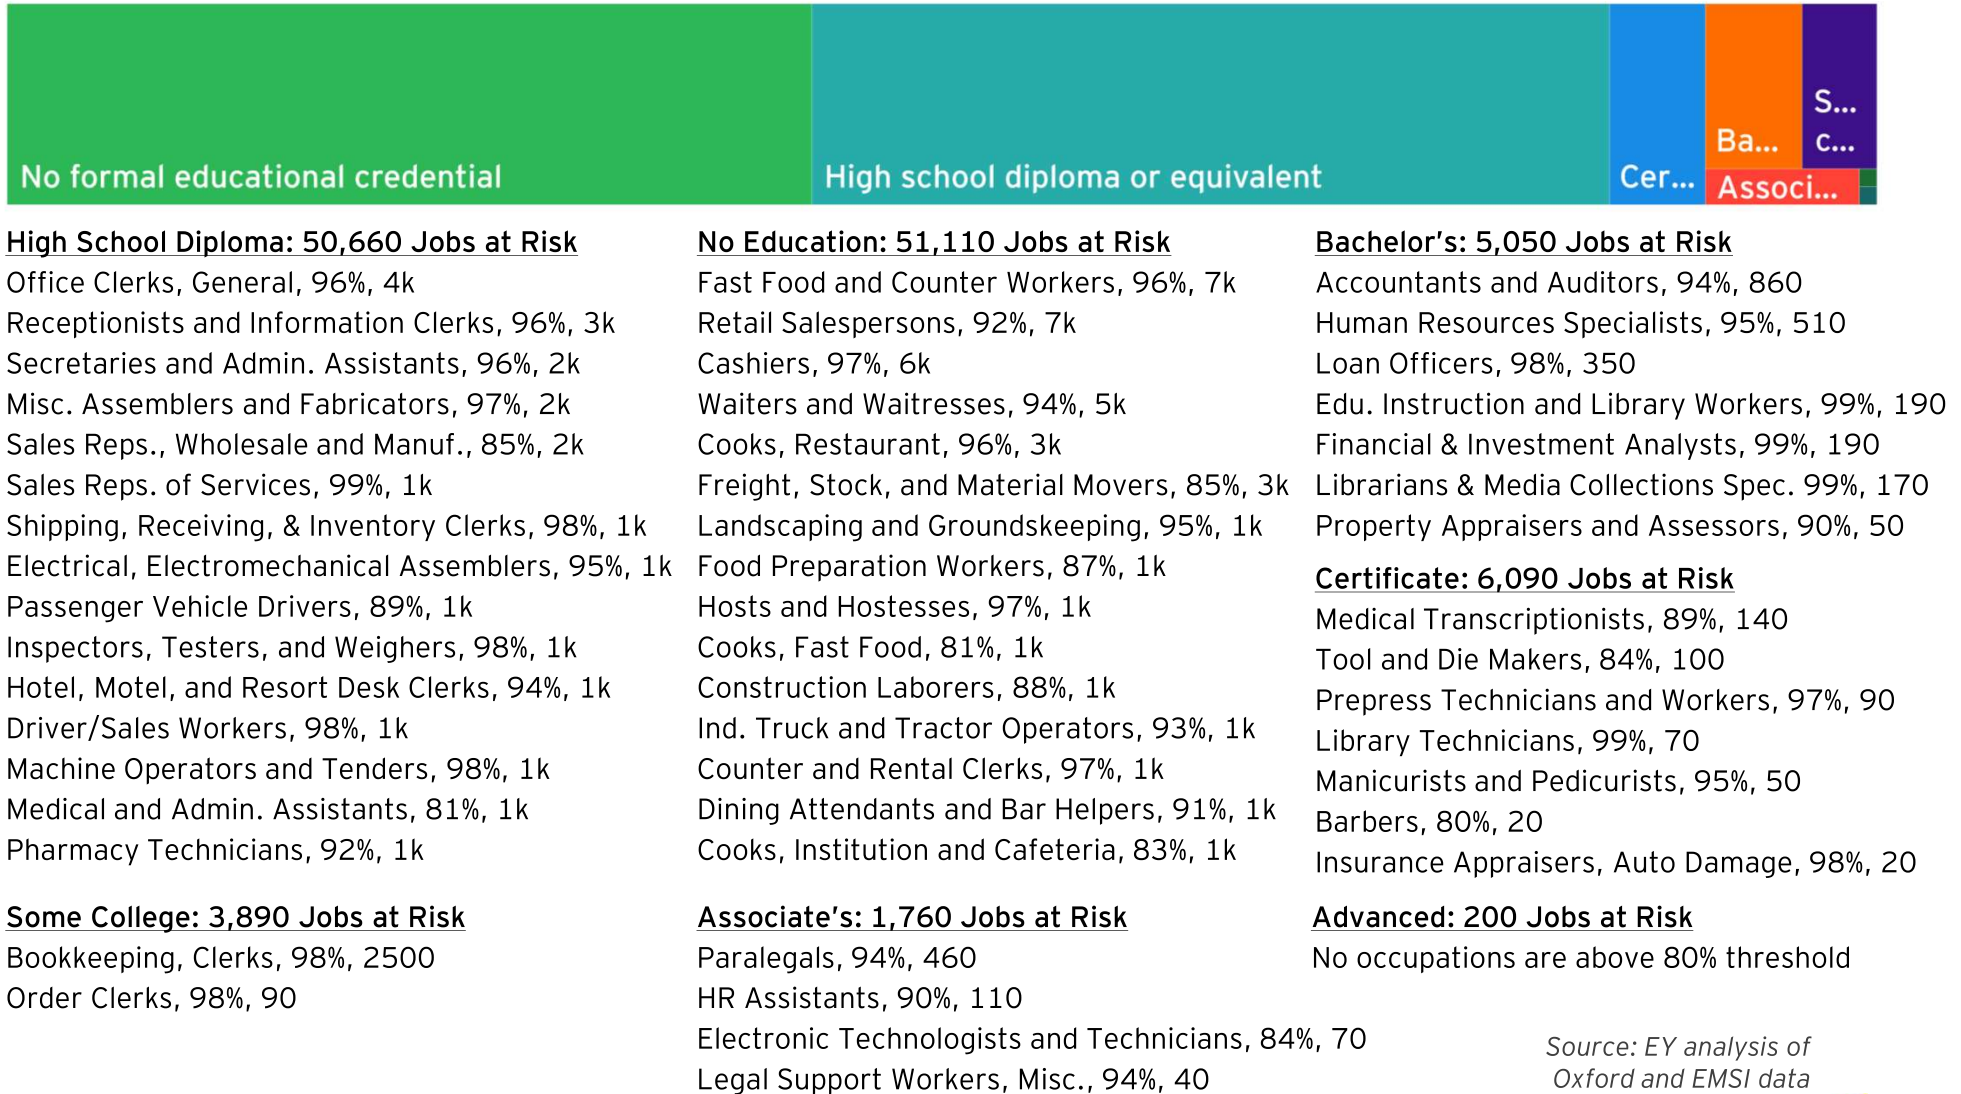 No formal educational credential
High school diploma or equivalent
Cer...
Ba...
S...
c...
Associ...
High School Diploma: 50,660 Jobs at Risk
Office Clerks, General, 96%, 4k
Receptionists and Information Clerks, 96%, 3k
Secretaries and Admin. Assistants, 96%, 2k
Misc. Assemblers and Fabricators, 97%, 2k
Sales Reps., Wholesale and Manuf., 85%, 2k
Sales Reps. of Services, 99%, 1k
Shipping, Receiving, & Inventory Clerks, 98%, 1k
Electrical, Electromechanical Assemblers, 95%, 1k
Passenger Vehicle Drivers, 89%, 1k
Inspectors, Testers, and Weighers, 98%, 1k
Hotel, Motel, and Resort Desk Clerks, 94%, 1k
Driver/Sales Workers, 98%, 1k
Machine Operators and Tenders, 98%, 1k
Medical and Admin. Assistants, 81%, 1k
Pharmacy Technicians, 92%, 1k
Some College: 3,890 Jobs at Risk
Bookkeeping, Clerks, 98%, 2500
Order Clerks, 98%, 90
No Education: 51,110 Jobs at Risk
Fast Food and Counter Workers, 96%, 7k
Retail Salespersons, 92%, 7k
Cashiers, 97%, 6k
Waiters and Waitresses, 94%, 5k
Cooks, Restaurant, 96%, 3k
Freight, Stock, and Material Movers, 85%, 3k
Landscaping and Groundskeeping, 95%, 1k
Food Preparation Workers, 87%, 1k
Hosts and Hostesses, 97%, 1k
Cooks, Fast Food, 81%, 1k
Construction Laborers, 88%, 1k
Ind. Truck and Tractor Operators, 93%, 1k
Counter and Rental Clerks, 97%, 1k
Dining Attendants and Bar Helpers, 91%, 1k
Cooks, Institution and Cafeteria, 83%, 1k
Associate's: 1,760 Jobs at Risk
Paralegals, 94%, 460
HR Assistants, 90%, 110
Electronic Technologists and Technicians, 84%, 70
Legal Support Workers, Misc., 94%, 40
Bachelor's: 5,050 Jobs at Risk
Accountants and Auditors, 94%, 860
Human Resources Specialists, 95%, 510
Loan Officers, 98%, 350
Edu. Instruction and Library Workers, 99%, 190
Financial & Investment Analysts, 99%, 190
Librarians & Media Collections Spec. 99%, 170
Property Appraisers and Assessors, 90%, 50
Certificate: 6,090 Jobs at Risk
Medical Transcriptionists, 89%, 140
Tool and Die Makers, 84%, 100
Prepress Technicians and Workers, 97%, 90
Library Technicians, 99%, 70
Manicurists and Pedicurists, 95%, 50
Barbers, 80%, 20
Insurance Appraisers, Auto Damage, 98%, 20
Advanced: 200 Jobs at Risk
No occupations are above 80% threshold
Source: EY analysis of
Oxford and EMSI data